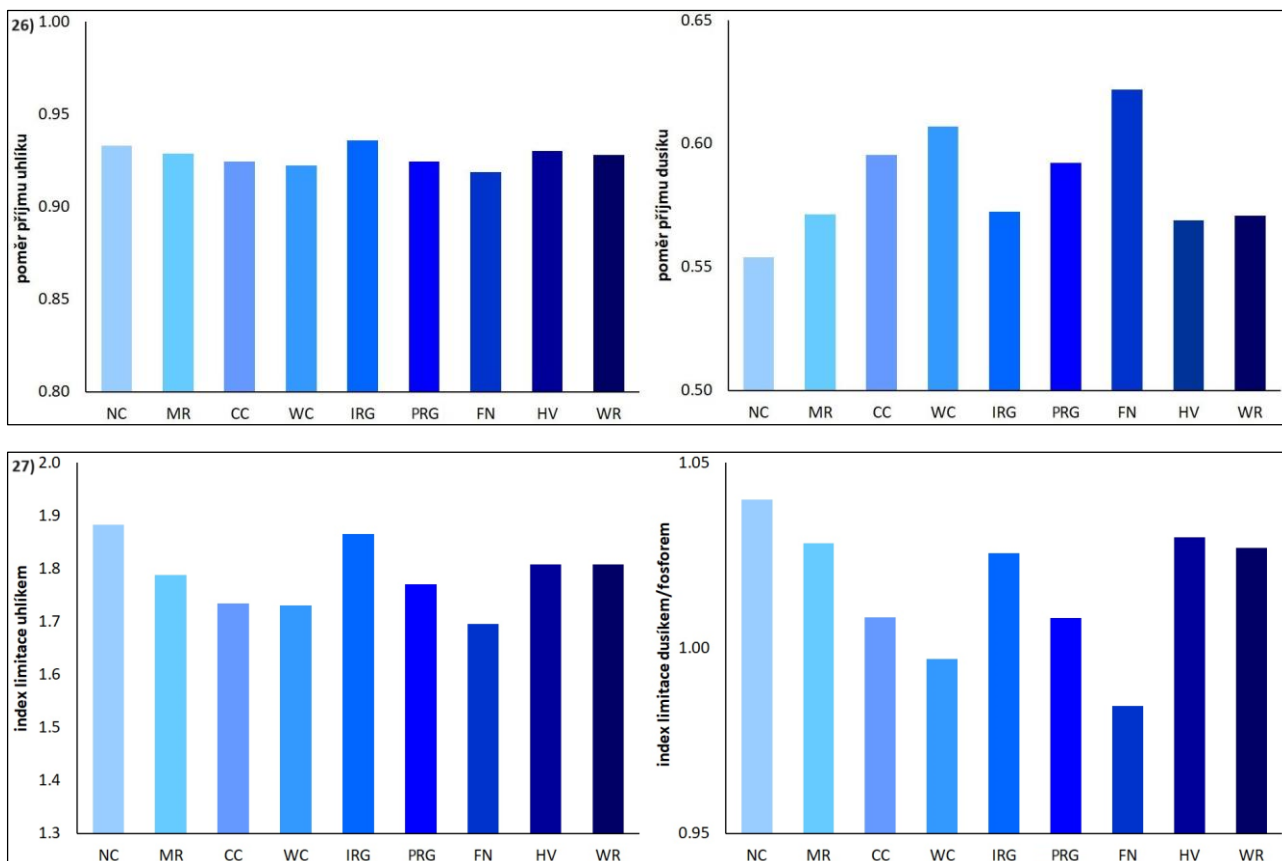 26)
poměr příjmu uhlíku
1.00
0.95
0.90
0.85
0.80
NC MR CC WC IRG PRG FN HV WR
poměr příjmu dusíku
0.65
0.60
0.55
0.50
NC MR CC WC IRG PRG FN HV WR
27)
index limitace uhlíkem
2.0
1.9
1.8
1.7
1.6
1.5
1.4
1.3
NC MR CC WC IRG PRG FN HV WR
index limitace dusíkem/fosforem
1.05
1.00
0.95
NC MR CC WC IRG PRG FN HV WR